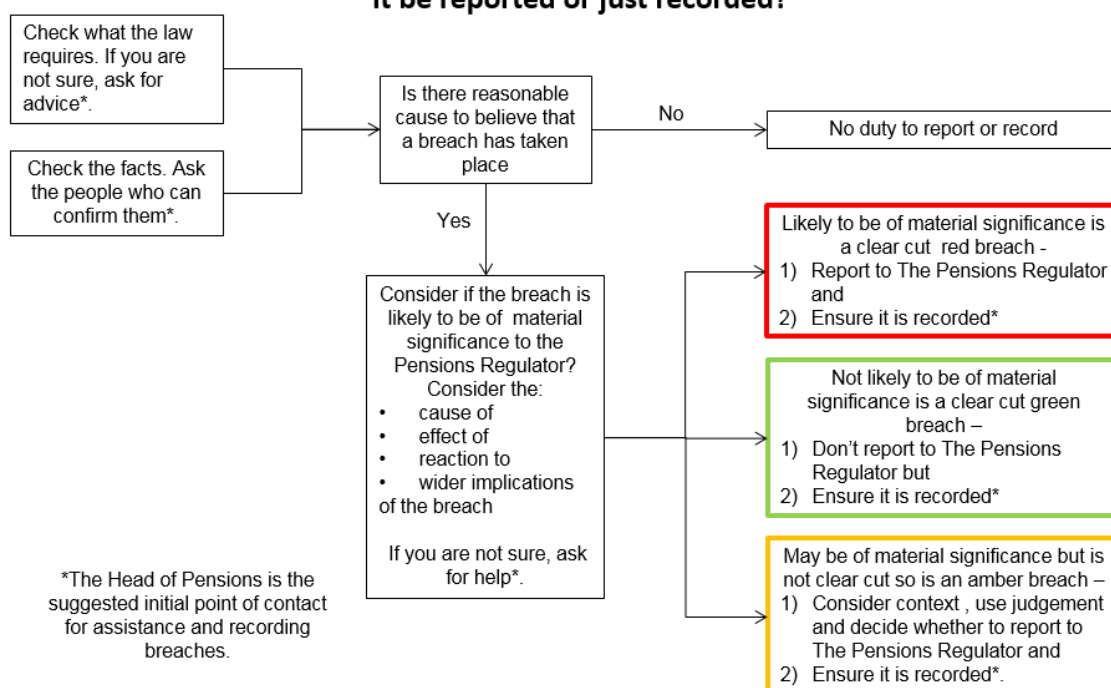 it be reported or just recorded?
Check what the law
requires. If you are
not sure, ask for
advice*.
Check the facts. Ask
the people who can
confirm them*.
Is there reasonable
cause to believe that
a breach has taken
place
No
No duty to report or record
Yes
Consider if the breach is
likely to be of material
significance to the
Pensions Regulator?
Consider the:
• cause of
• effect of
• reaction to
• wider implications
of the breach
If you are not sure, ask
for help*.
Likely to be of material significance is
a clear cut red breach -
1) Report to The Pensions Regulator
and
2) Ensure it is recorded*
Not likely to be of material
significance is a clear cut green
breach –
1) Don't report to The Pensions
Regulator but
2) Ensure it is recorded*
May be of material significance but is
not clear cut so is an amber breach –
1) Consider context , use judgement
and decide whether to report to
The Pensions Regulator and
2) Ensure it is recorded*.
*The Head of Pensions is the
suggested initial point of contact
for assistance and recording
breaches.